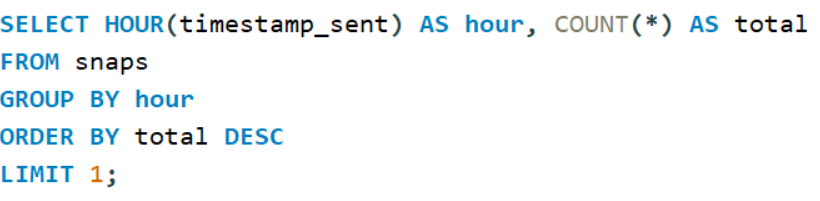 SELECT HOUR(timestamp_sent) AS hour, COUNT(*) AS total
FROM snaps
GROUP BY hour
ORDER BY total DESC
LIMIT 1;